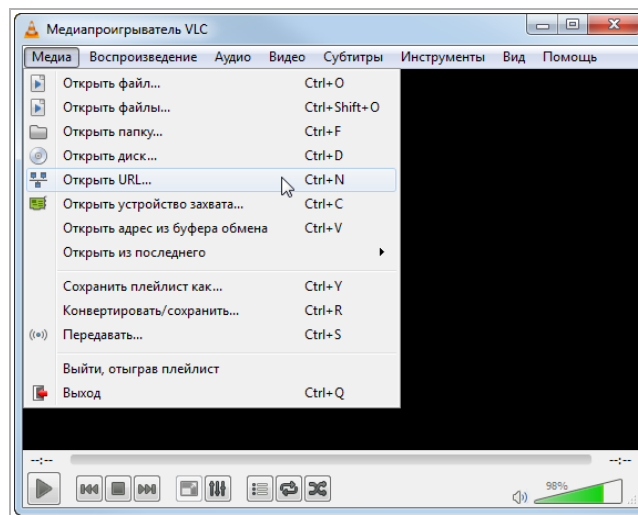 Медиапроигрыватель VLC
Медиа Воспроизведение Аудио Видео Субтитры Инструменты Вид Помощь
Открыть файл... Ctrl+O
Открыть файлы... Ctrl+Shift+O
Открыть папку... Ctrl+F
Открыть диск... Ctrl+D
Открыть URL... Ctrl+N
Открыть устройство захвата... Ctrl+C
Открыть адрес из буфера обмена Ctrl+V
Открыть из последнего
Сохранить плейлист как... Ctrl+Y
Конвертировать/сохранить... Ctrl+R
Передавать... Ctrl+S
Выйти, отыграв плейлист
Выход Ctrl+Q
--:-- --:--
98%